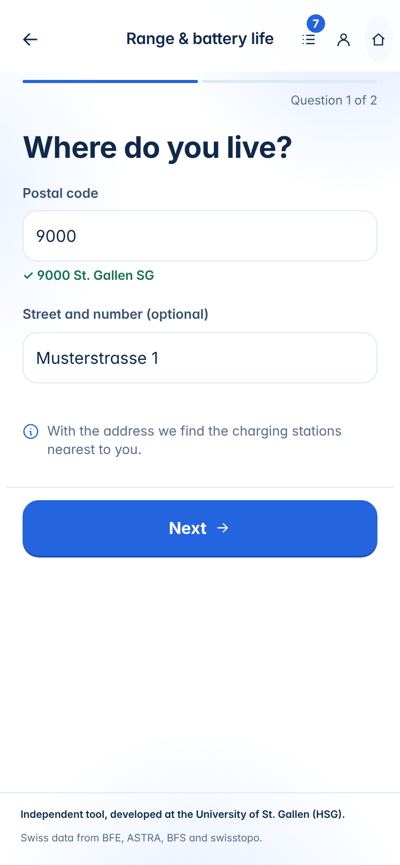 Range & battery life
7
Question 1 of 2
Where do you live?
Postal code
9000
✓ 9000 St. Gallen SG
Street and number (optional)
Musterstrasse 1
With the address we find the charging stations
nearest to you.
Next →
Independent tool, developed at the University of St. Gallen (HSG).
Swiss data from BFE, ASTRA, BFS and swisstopo.